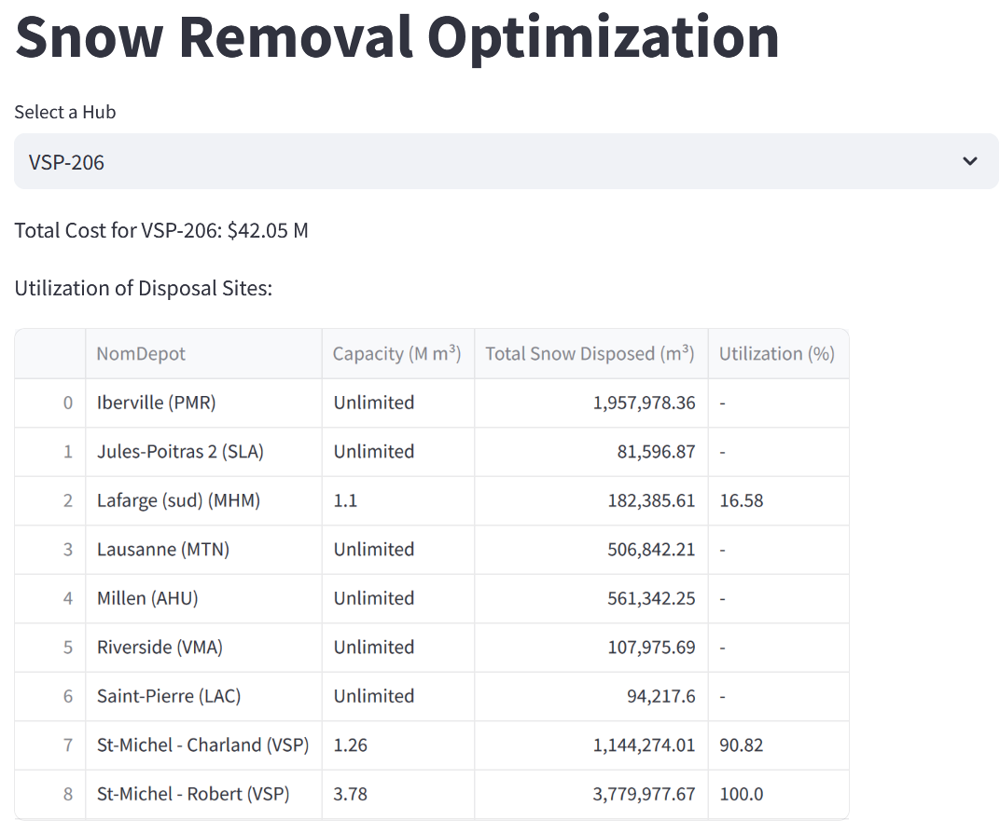 Snow Removal Optimization
Select a Hub
VSP-206
Total Cost for VSP-206: $42.05 M
Utilization of Disposal Sites:
NomDepot Capacity (M m³) Total Snow Disposed (m³) Utilization (%)
0 Iberville (PMR) Unlimited 1,957,978.36 -
1 Jules-Poitras 2 (SLA) Unlimited 81,596.87 -
2 Lafarge (sud) (MHM) 1.1 182,385.61 16.58
3 Lausanne (MTN) Unlimited 506,842.21 -
4 Millen (AHU) Unlimited 561,342.25 -
5 Riverside (VMA) Unlimited 107,975.69 -
6 Saint-Pierre (LAC) Unlimited 94,217.6 -
7 St-Michel - Charland (VSP) 1.26 1,144,274.01 90.82
8 St-Michel - Robert (VSP) 3.78 3,779,977.67 100.0